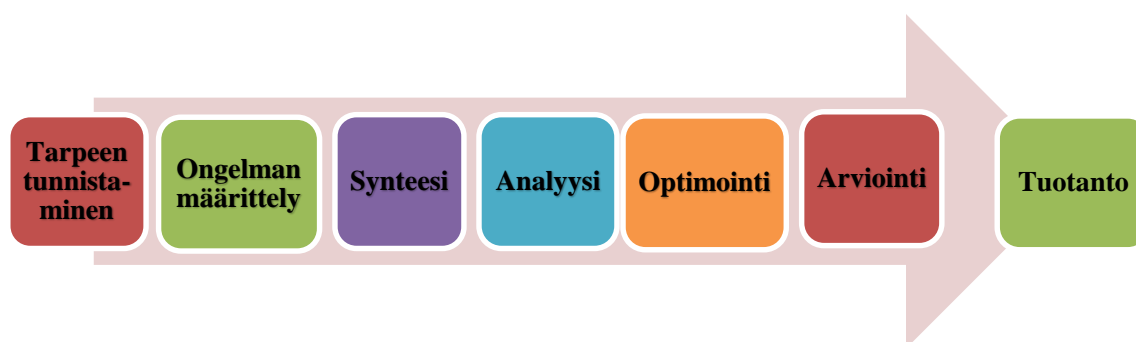 Tarpeen
tunnista-
minen
Ongelman
määrittely
Synteesi
Analyysi
Optimointi
Arviointi
Tuotanto